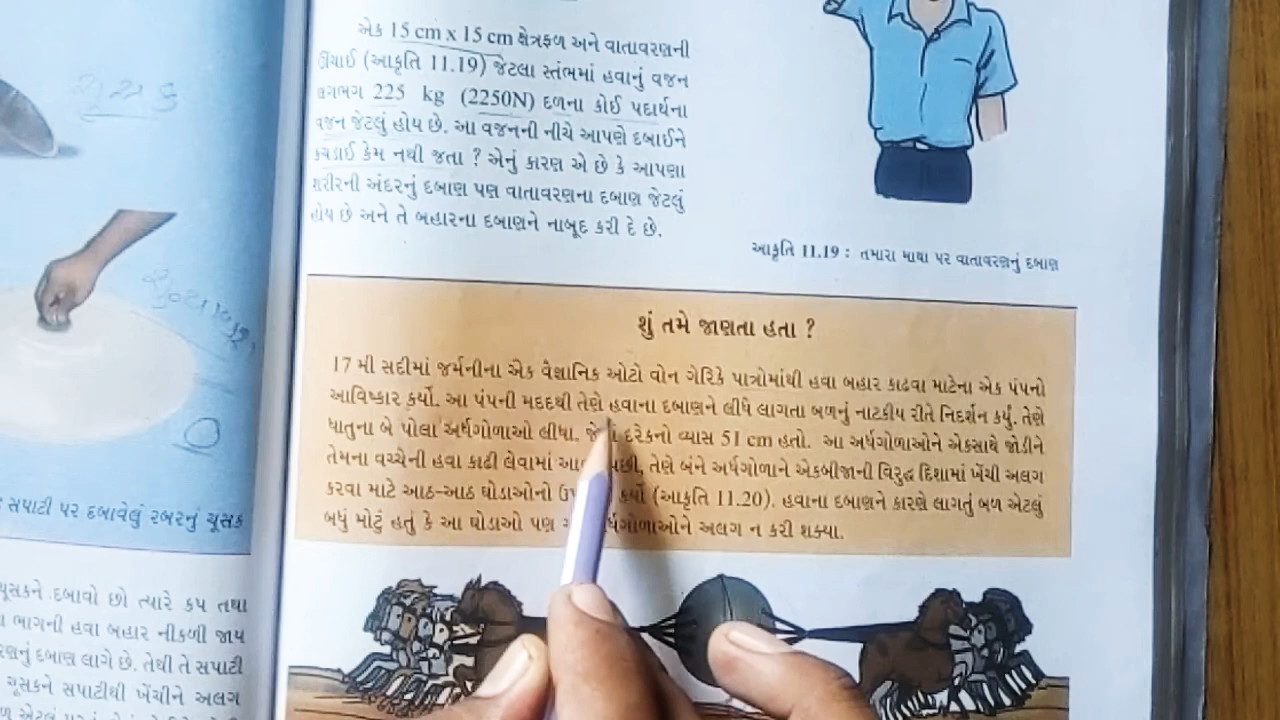 શૂચક
શૂન્યાવકાશ
0
સપાટી પર દબાવેલું રબરનું ચૂસક
ચૂસકને દબાવો છો ત્યારે કપ તથા
ભાગની હવા બહાર નીકળી જાય
દબાણ લાગે છે. તેથી તે સપાટી
ચૂસકને સપાટીથી ખેંચીને અલગ
એક 15 cm x 15 cm ક્ષેત્રફળ અને વાતાવરણની
ઊંચાઈ (આકૃતિ 11.19) જેટલા સ્તંભમાં હવાનું વજન
લગભગ 225 kg (2250N) દળના કોઈ પદાર્થના
વજન જેટલું હોય છે. આ વજનની નીચે આપણે દબાઈને
કચડાઈ કેમ નથી જતા ? એનું કારણ એ છે કે આપણા
શરીરની અંદરનું દબાણ પણ વાતાવરણના દબાણ જેટલું
હોય છે અને તે બહારના દબાણને નાબૂદ કરી દે છે.
આકૃતિ 11.19 : તમારા માથા પર વાતાવરણનું દબાણ
શું તમે જાણતા હતા ?
17 મી સદીમાં જર્મનીના એક વૈજ્ઞાનિક ઓટો વોન ગેરિકે પાત્રોમાંથી હવા બહાર કાઢવા માટેના એક પંપનો
આવિષ્કાર કર્યો. આ પંપની મદદથી તેણે હવાના દબાણને લીધે લાગતા બળનું નાટકીય રીતે નિદર્શન કર્યું. તેણે
ધાતુના બે પોલા અર્ધગોળાઓ લીધા. દરેકનો વ્યાસ 51 cm હતો. આ અર્ધગોળાઓને એકસાથે જોડીને
તેમના વચ્ચેની હવા કાઢી લેવામાં પછી, તેણે બંને અર્ધગોળાને એકબીજાની વિરુદ્ધ દિશામાં ખેંચી અલગ
કરવા માટે આઠ-આઠ ઘોડાઓનો કર્યો (આકૃતિ 11.20). હવાના દબાણને કારણે લાગતું બળ એટલું
બધું મોટું હતું કે આ ઘોડાઓ પણ અર્ધગોળાઓને અલગ ન કરી શક્યા.